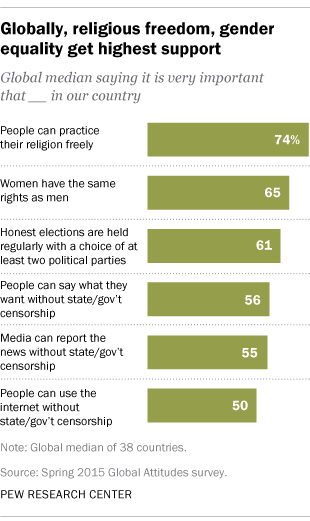 Globally, religious freedom, gender
equality get highest support
Global median saying it is very important
that __ in our country
People can practice
their religion freely
74%
Women have the same
rights as men
65
Honest elections are held
regularly with a choice of at
least two political parties
61
People can say what they
want without state/gov't
censorship
56
Media can report the
news without state/gov't
censorship
55
People can use the
internet without
state/gov't censorship
50
Note: Global median of 38 countries.
Source: Spring 2015 Global Attitudes survey.
PEW RESEARCH CENTER